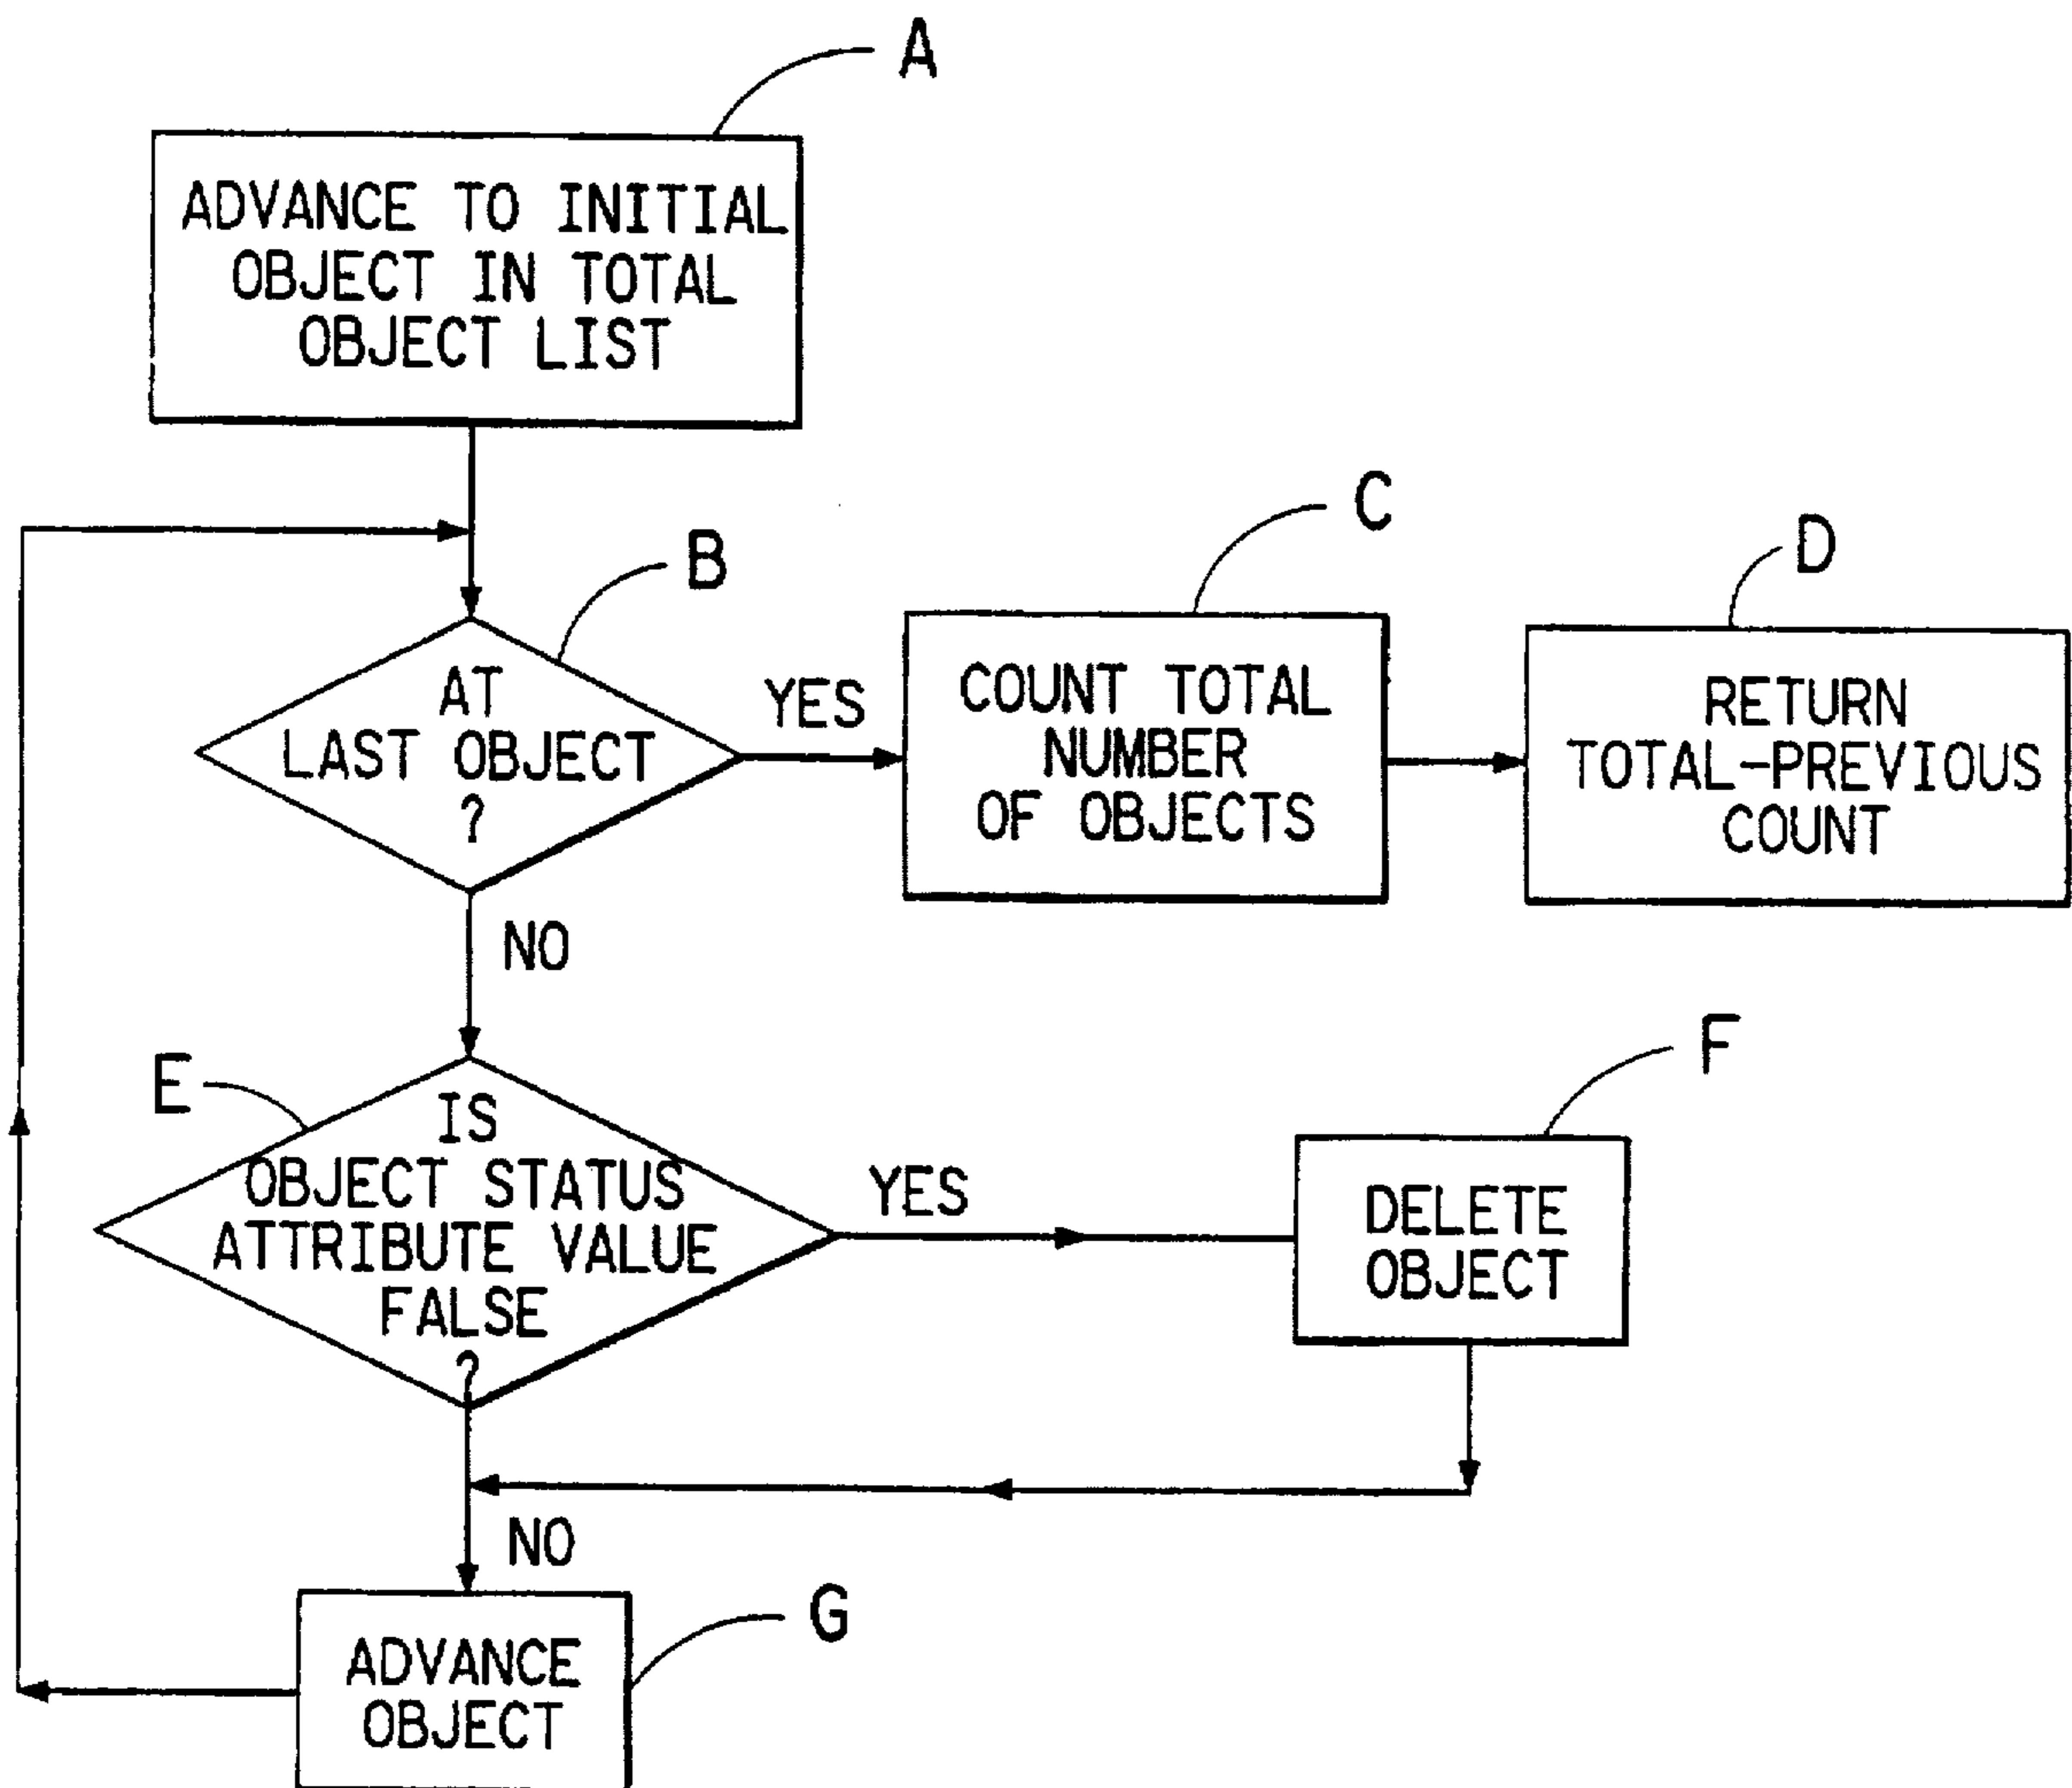 A
ADVANCE TO INITIAL
OBJECT IN TOTAL
OBJECT LIST
B
AT
LAST OBJECT
?
YES
C
COUNT TOTAL
NUMBER
OF OBJECTS
D
RETURN
TOTAL-PREVIOUS
COUNT
NO
E
IS
OBJECT STATUS
ATTRIBUTE VALUE
FALSE
?
YES
F
DELETE
OBJECT
NO
G
ADVANCE
OBJECT